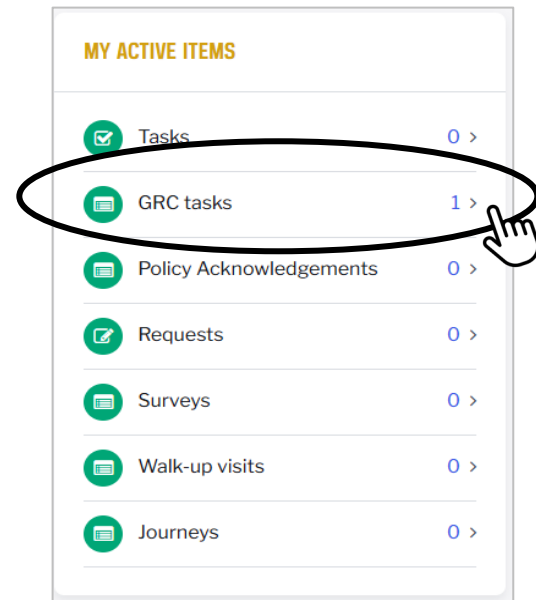 MY ACTIVE ITEMS
Tasks 0 >
GRC tasks 1 >
Policy Acknowledgements 0 >
Requests 0 >
Surveys 0 >
Walk-up visits 0 >
Journeys 0 >